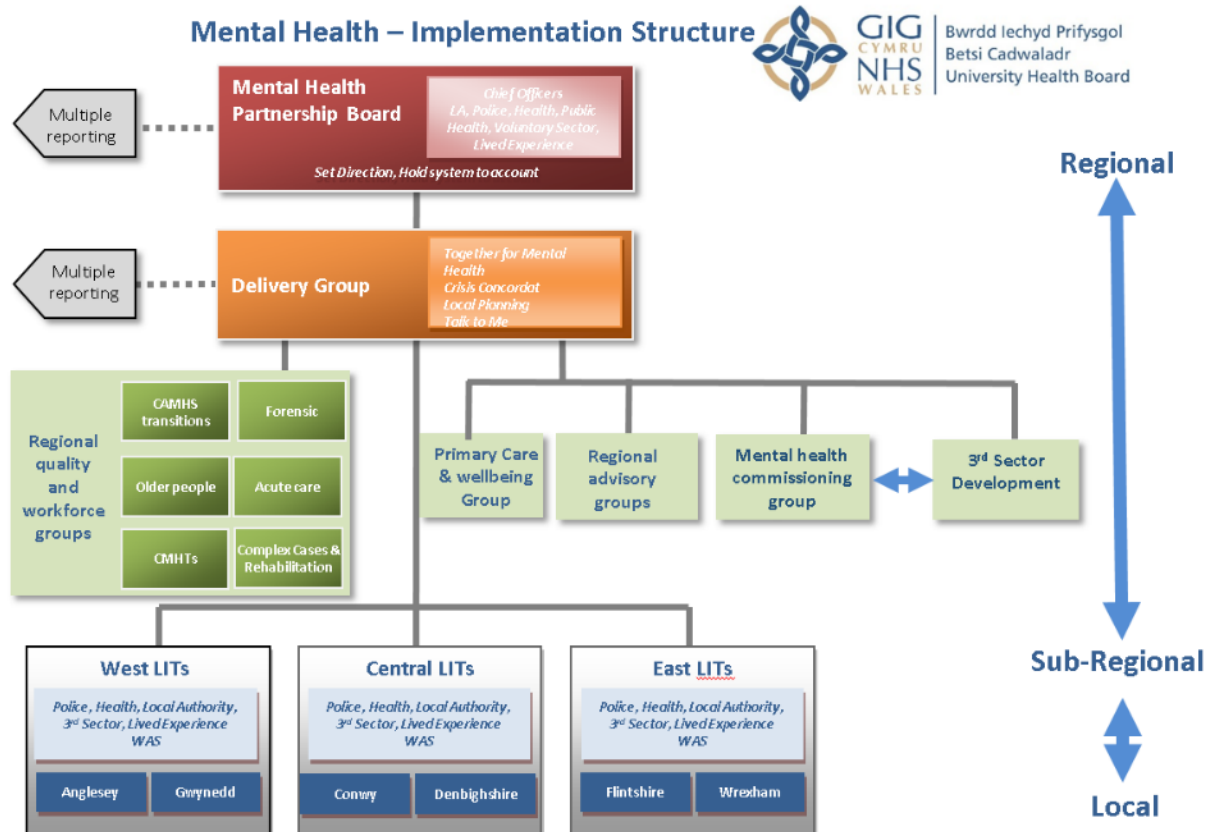 Mental Health – Implementation Structure
GIG
CYMRU
NHS
WALES
Bwrdd Iechyd Prifysgol
Betsi Cadwaladr
University Health Board
Multiple
reporting
Mental Health
Partnership Board
Chief Officers
LA, Police, Health, Public
Health, Voluntary Sector,
Lived Experience
Set Direction, Hold system to account
Regional
Multiple
reporting
Delivery Group
Together for Mental
Health
Crisis Concordat
Local Planning
Talk to Me
Regional
quality
and
workforce
groups
CAMHS
transitions
Forensic
Older people
Acute care
CMHTs
Complex Cases &
Rehabilitation
Primary Care
& wellbeing
Group
Regional
advisory
groups
Mental health
commissioning
group
3rd Sector
Development
West LITs
Police, Health, Local Authority,
3rd Sector, Lived Experience
WAS
Anglesey
Gwynedd
Central LITs
Police, Health, Local Authority,
3rd Sector, Lived Experience
WAS
Conwy
Denbighshire
East LITs
Police, Health, Local Authority,
3rd Sector, Lived Experience
WAS
Flintshire
Wrexham
Sub-Regional
Local